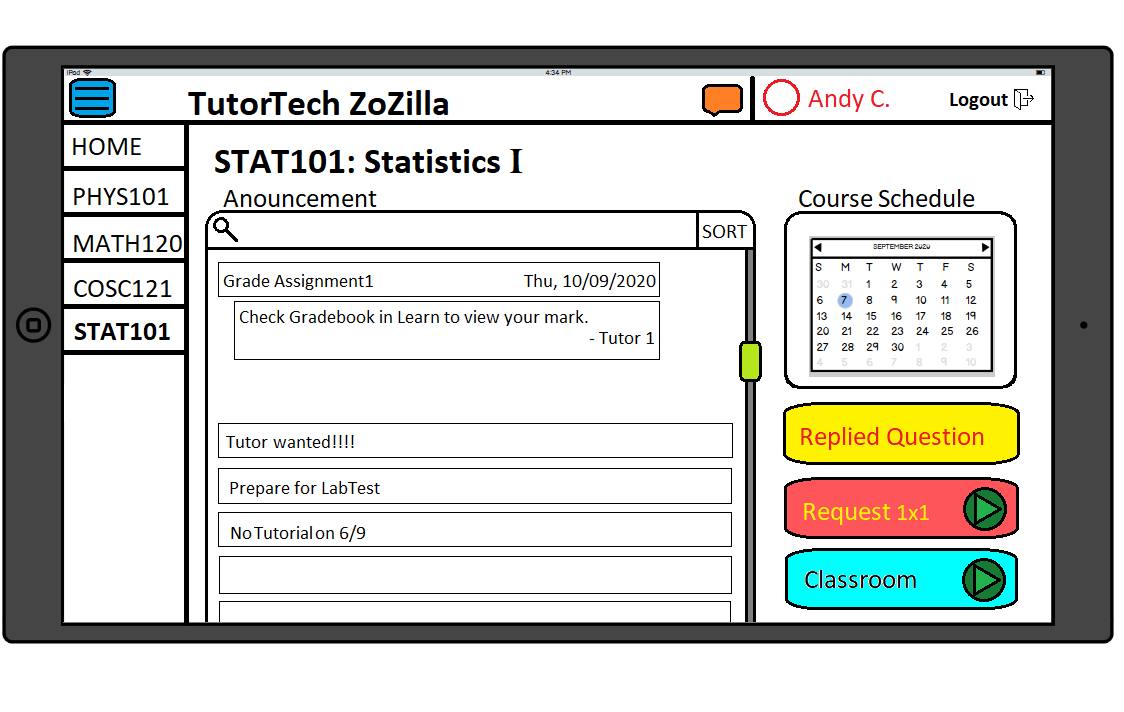 iPod 4:34 PM
TutorTech ZoZilla Andy C. Logout
HOME
PHYS101
MATH120
COSC121
STAT101
STAT101: Statistics I
Anouncement
SORT
Grade Assignment1 Thu, 10/09/2020
Check Gradebook in Learn to view your mark.
- Tutor 1
Tutor wanted!!!!
Prepare for LabTest
No Tutorial on 6/9
Course Schedule
SEPTEMBER 2020
S M T W T F S
30 31 1 2 3 4 5
6 7 8 9 10 11 12
13 14 15 16 17 18 19
20 21 22 23 24 25 26
27 28 29 30 1 2 3
4 5 6 7 8 9 10
Replied Question
Request 1x1
Classroom